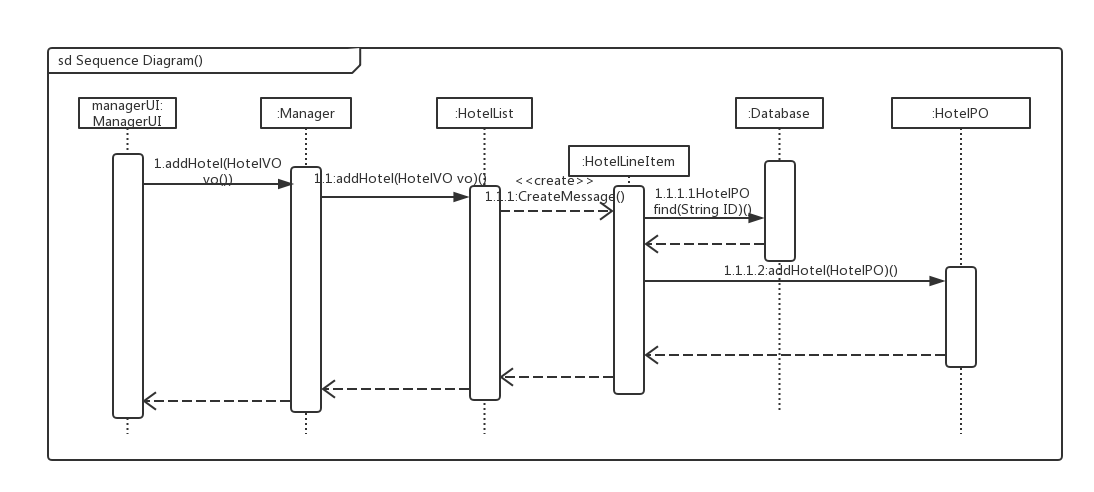 sd Sequence Diagram()
managerUI:
ManagerUI
:Manager
:HotelList
:Database
:HotelPO
:HotelLineItem
1.addHotel(HotelVO
vo())
1.1:addHotel(HotelVO vo)()
<<create>>
1.1.1:CreateMessage()
1.1.1.1HotelPO
find(String ID)()
1.1.1.2:addHotel(HotelPO)()